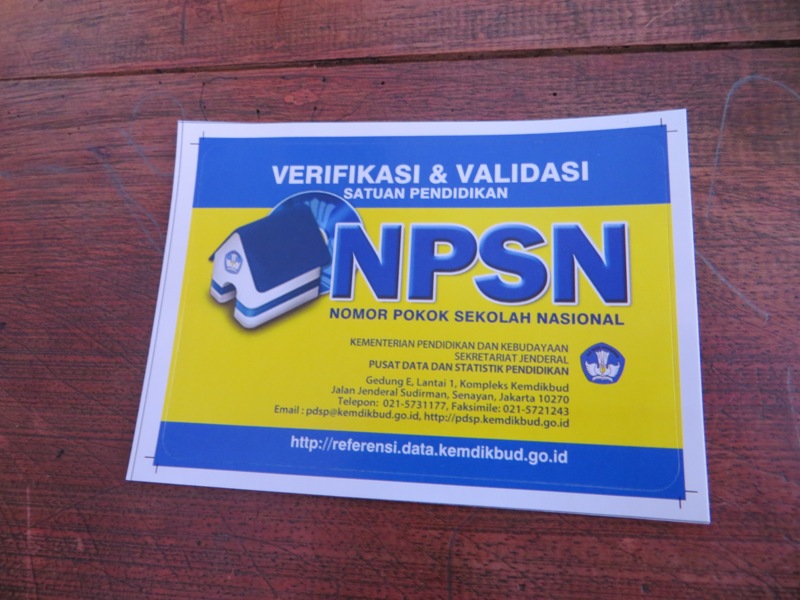 VERIFIKASI & VALIDASI
SATUAN PENDIDIKAN
NPSN
NOMOR POKOK SEKOLAH NASIONAL
KEMENTERIAN PENDIDIKAN DAN KEBUDAYAAN
SEKRETARIAT JENDERAL
PUSAT DATA DAN STATISTIK PENDIDIKAN
Gedung E, Lantai 1, Kompleks Kemdikbud
Jalan Jenderal Sudirman, Senayan, Jakarta 10270
Telepon: 021-5731177, Faksimile: 021-5721243
Email : pdsp@kemdikbud.go.id, http://pdsp.kemdikbud.go.id
http://referensi.data.kemdikbud.go.id